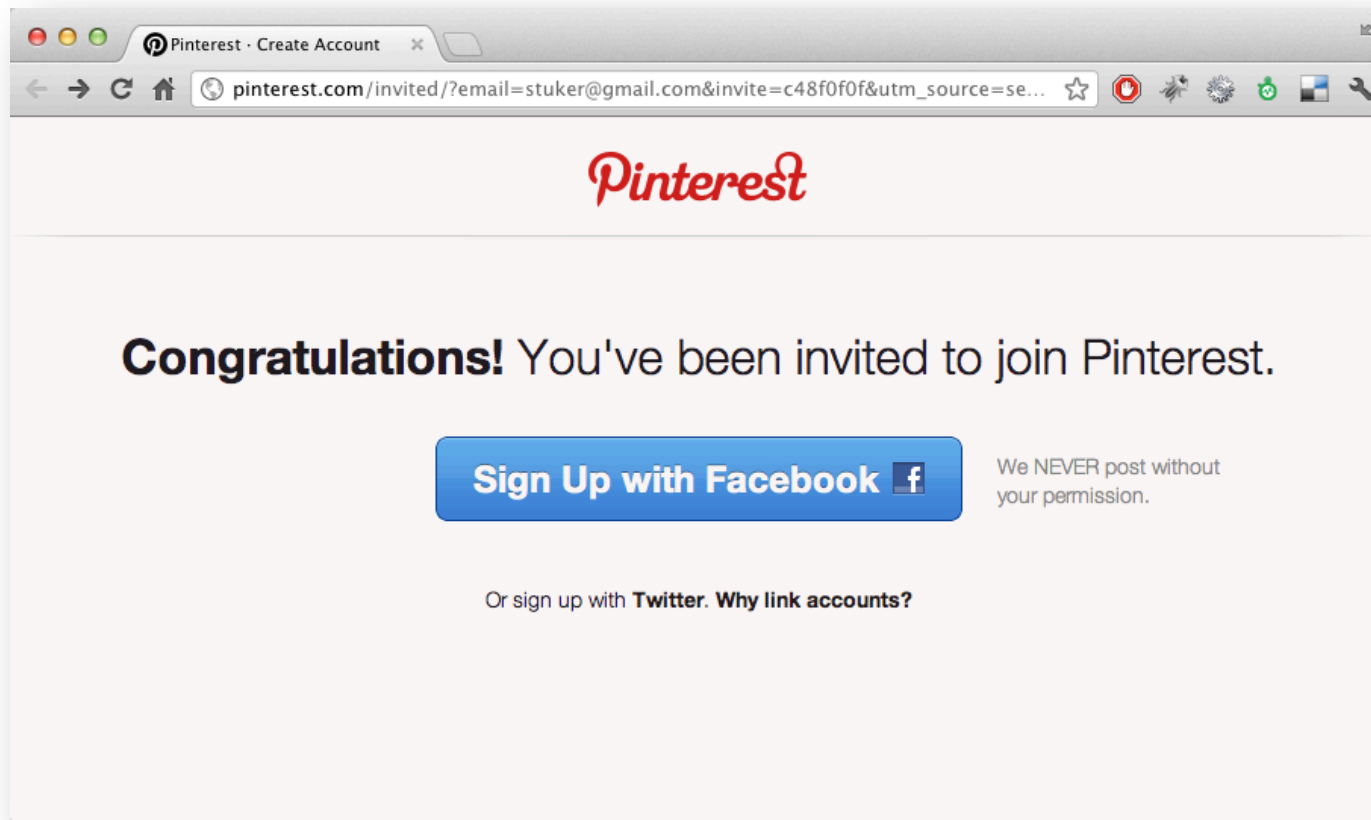 Pinterest · Create Account
pinterest.com/invited/?email=stuker@gmail.com&invite=c48f0f0f&utm_source=se...
Pinterest
Congratulations! You've been invited to join Pinterest.
Sign Up with Facebook f
We NEVER post without
your permission.
Or sign up with Twitter. Why link accounts?